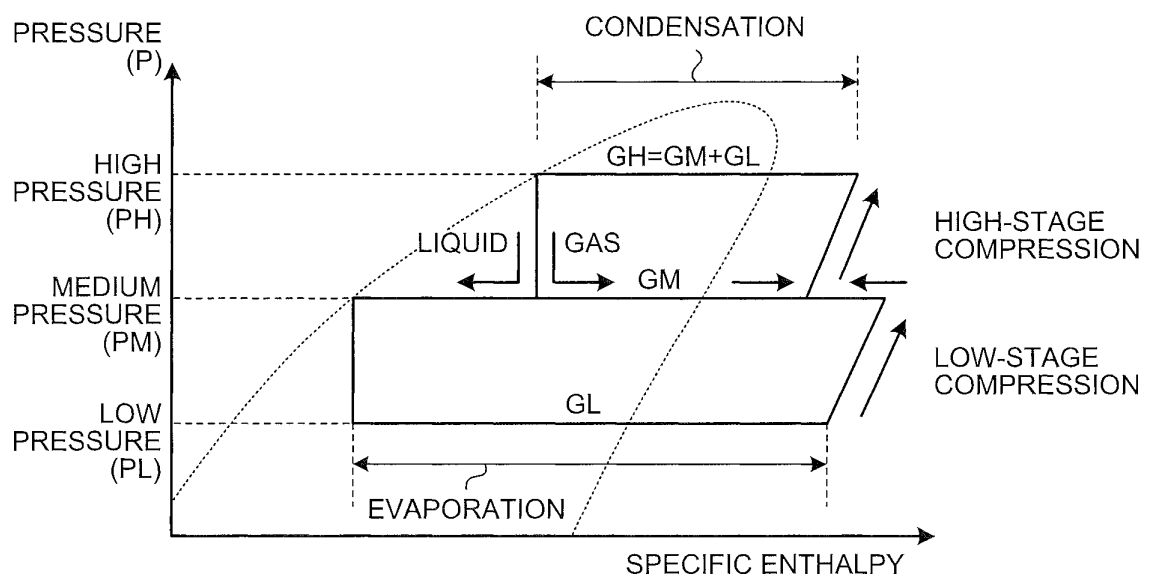 PRESSURE
(P)
CONDENSATION
HIGH
PRESSURE
(PH)
GH=GM+GL
LIQUID
GAS
HIGH-STAGE
COMPRESSION
MEDIUM
PRESSURE
(PM)
GM
LOW-STAGE
COMPRESSION
LOW
PRESSURE
(PL)
GL
EVAPORATION
SPECIFIC ENTHALPY